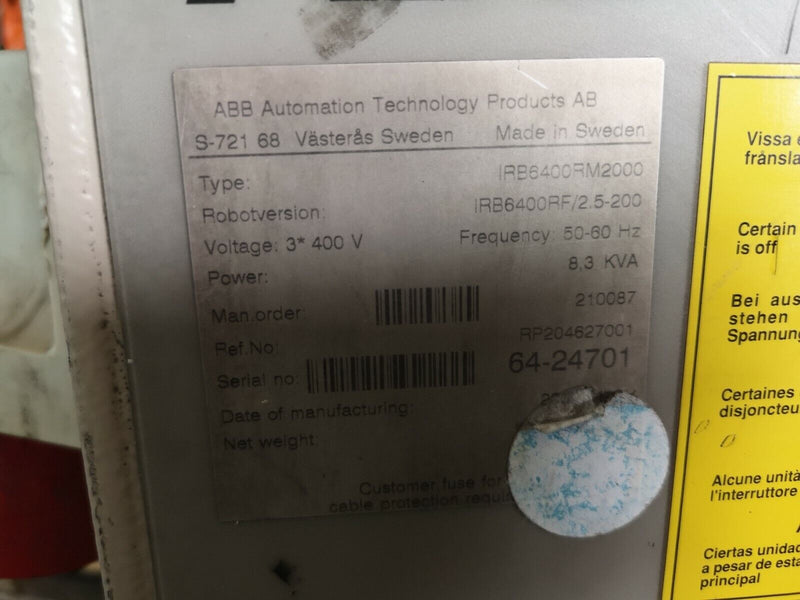 ABB Automation Technology Products AB
S-721 68 Västerås Sweden Made in Sweden
Type: IRB6400RM2000
Robotversion: IRB6400RF/2.5-200
Voltage: 3* 400 V Frequency: 50-60 Hz
Power: 8,3 KVA
Man.order: 210087
Ref.No: RP204627001
Serial no: 64-24701
Date of manufacturing:
Net weight:
Customer fuse for
cable protection
Vissa
frånsla
Certain
is off
Bei aus
stehen
Spannung
Certaines
disjoncteu
Alcune unità
l'interruttore
Ciertas unidad
a pesar de esta
principal